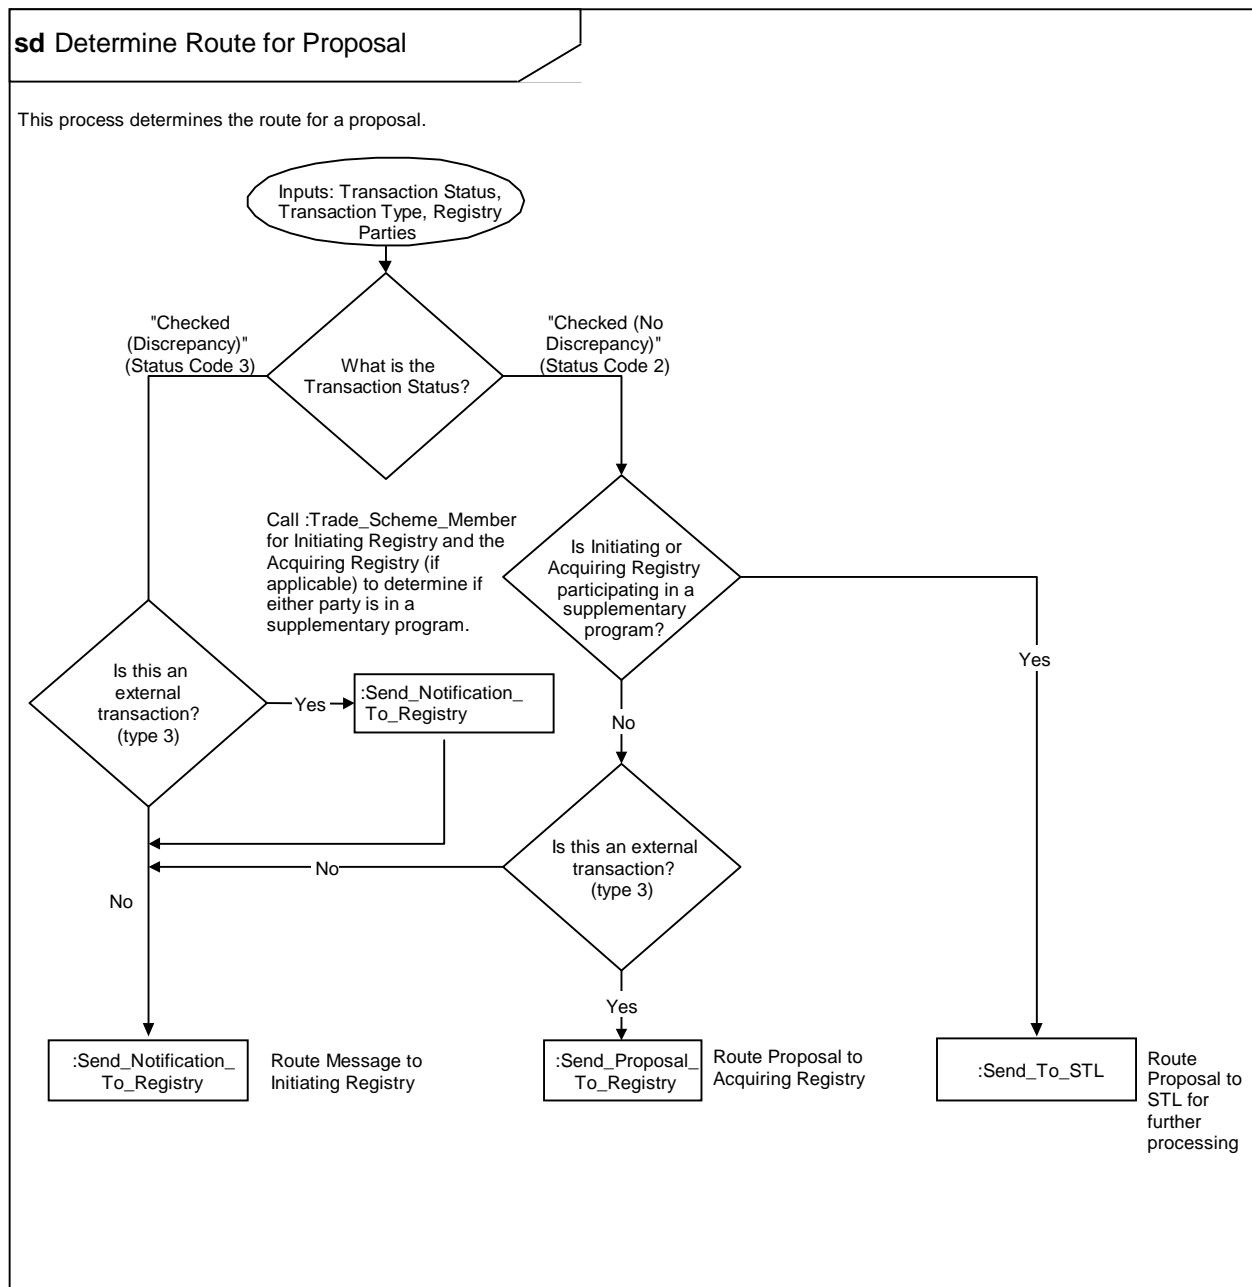 sd Determine Route for Proposal
This process determines the route for a proposal.
Inputs: Transaction Status,
Transaction Type, Registry
Parties
"Checked
(Discrepancy)"
(Status Code 3)
What is the
Transaction Status?
"Checked (No
Discrepancy)"
(Status Code 2)
Call :Trade_Scheme_Member
for Initiating Registry and the
Acquiring Registry (if
applicable) to determine if
either party is in a
supplementary program.
Is Initiating or
Acquiring Registry
participating in a
supplementary
program?
Yes
Is this an
external
transaction?
(type 3)
Yes
:Send_Notification_
To_Registry
No
Is this an external
transaction?
(type 3)
No
No
Yes
:Send_Notification_
To_Registry
Route Message to
Initiating Registry
:Send_Proposal_
To_Registry
Route Proposal to
Acquiring Registry
:Send_To_STL
Route
Proposal to
STL for
further
processing